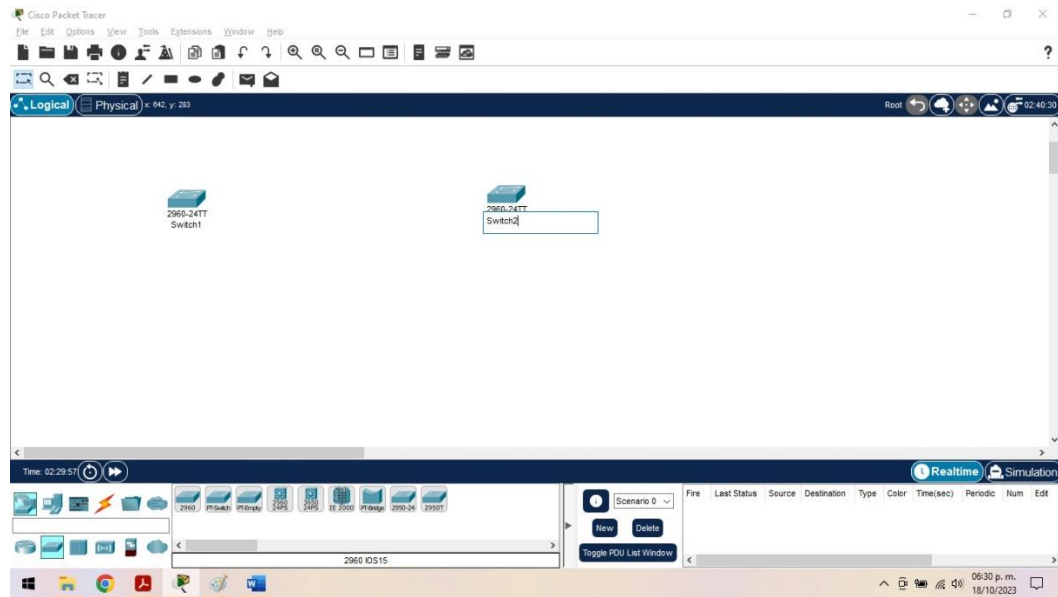 Cisco Packet Tracer
File Edit Options View Tools Extensions Window Help
?
Logical Physical x: 642, y: 283 Root 02:40:30
2960-24TT
Switch1
2960-24TT
Switch2
Time: 02:29:57 Realtime Simulation
2960 PT-Switch PT-Empty 3560 24PS 3650 24PS IE 2000 PT-Bridge 2950-24 2950T
2960 IOS15
Scenario 0
New Delete
Toggle PDU List Window
Fire Last Status Source Destination Type Color Time(sec) Periodic Num Edit
06:30 p. m.
18/10/2023